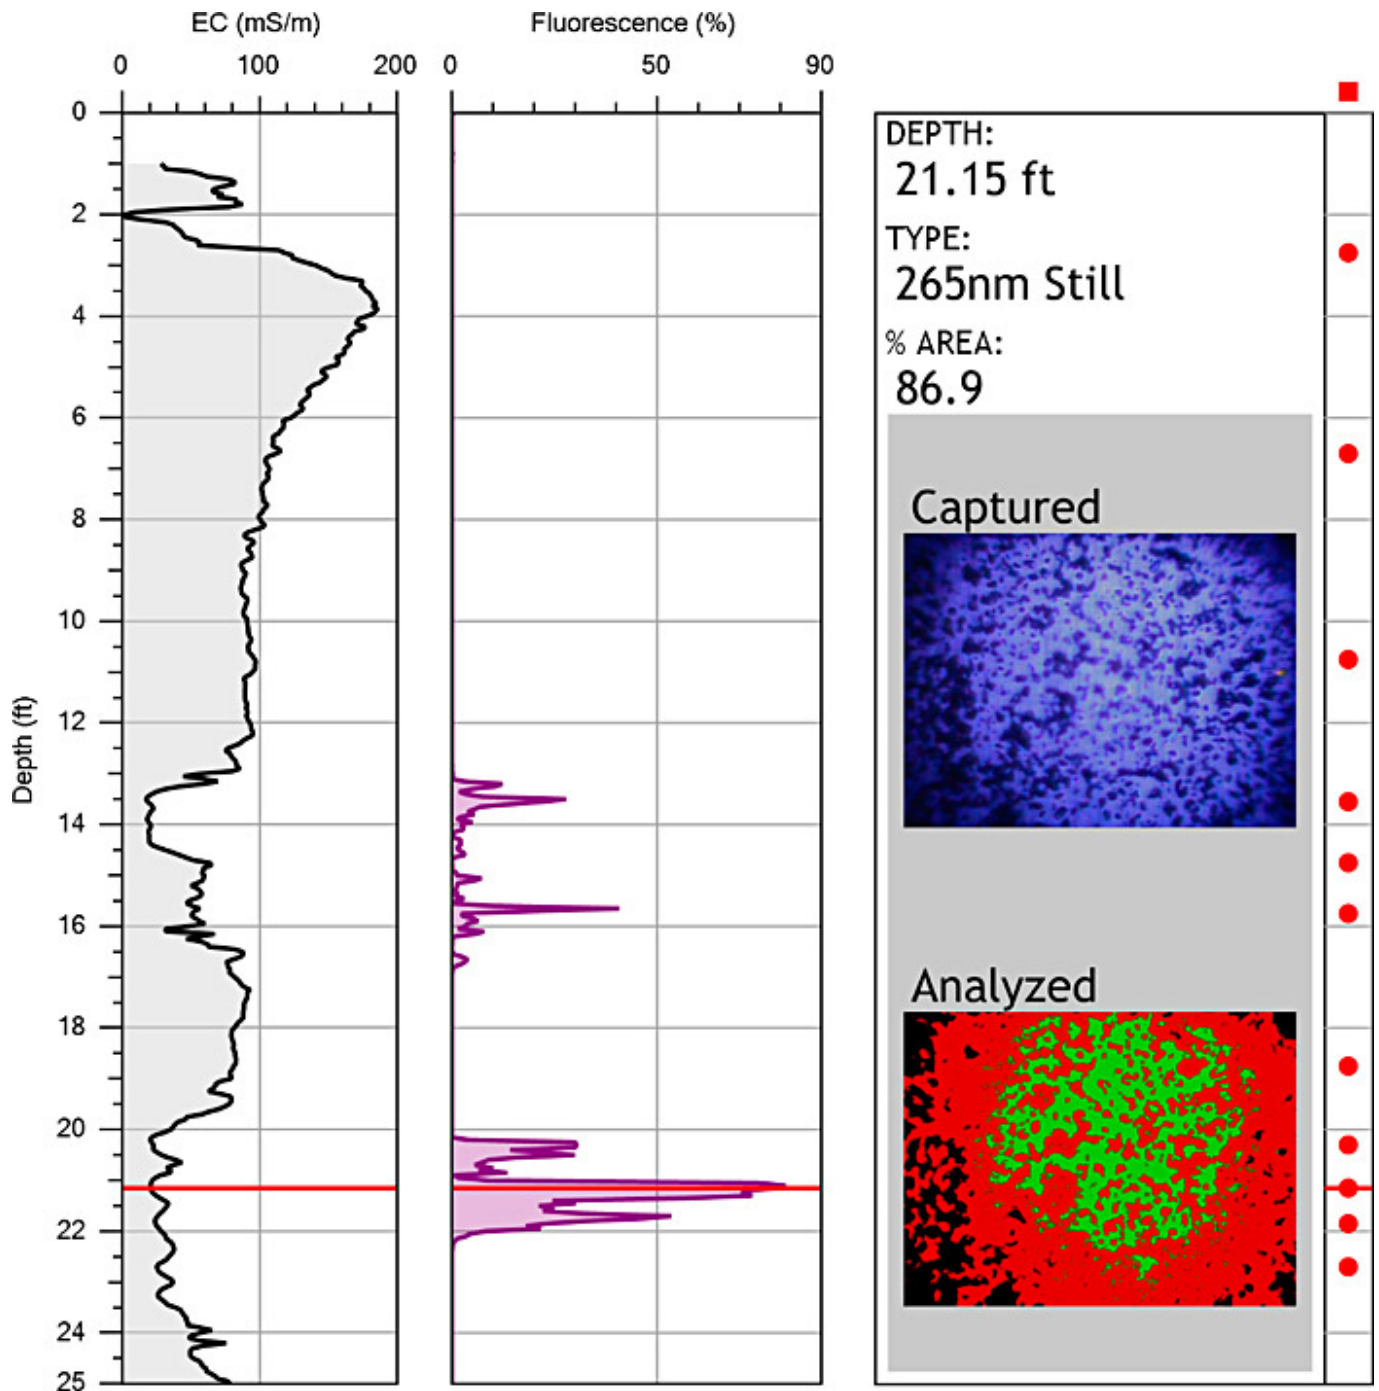 EC (mS/m)
Fluorescence (%)
0 100 200
0 50 90
Depth (ft)
0
2
4
6
8
10
12
14
16
18
20
22
24
25
DEPTH:
21.15 ft
TYPE:
265nm Still
% AREA:
86.9
Captured
Analyzed